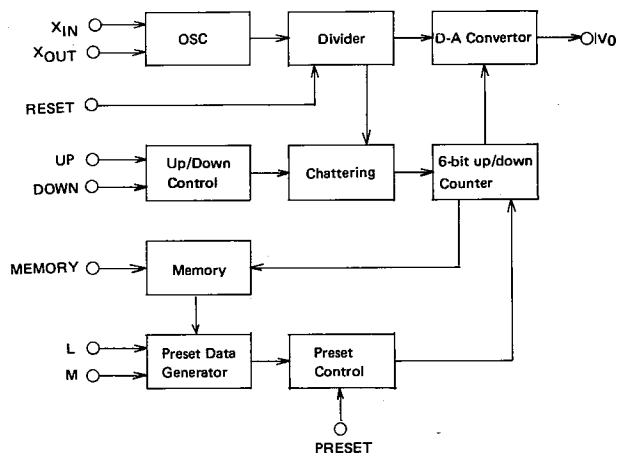 XIN
XOUT
OSC
Divider
D-A Convertor
V0
RESET
UP
DOWN
Up/Down
Control
Chattering
6-bit up/down
Counter
MEMORY
Memory
L
M
Preset Data
Generator
Preset
Control
PRESET